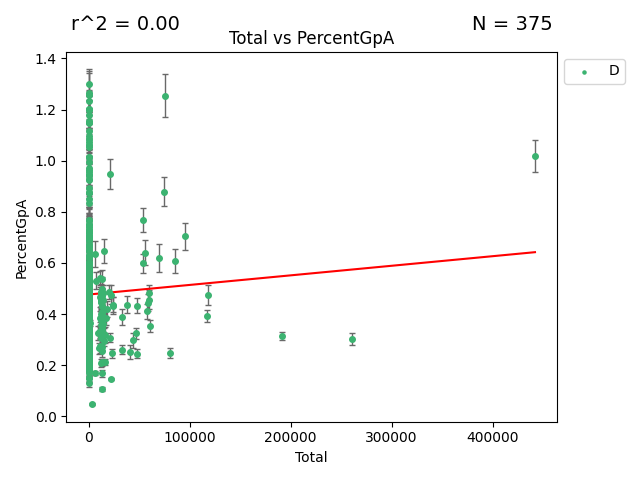 r^2 = 0.00
N = 375
Total vs PercentGpA
D
1.4
1.2
1.0
0.8
0.6
0.4
0.2
0.0
PercentGpA
0
100000
200000
300000
400000
Total